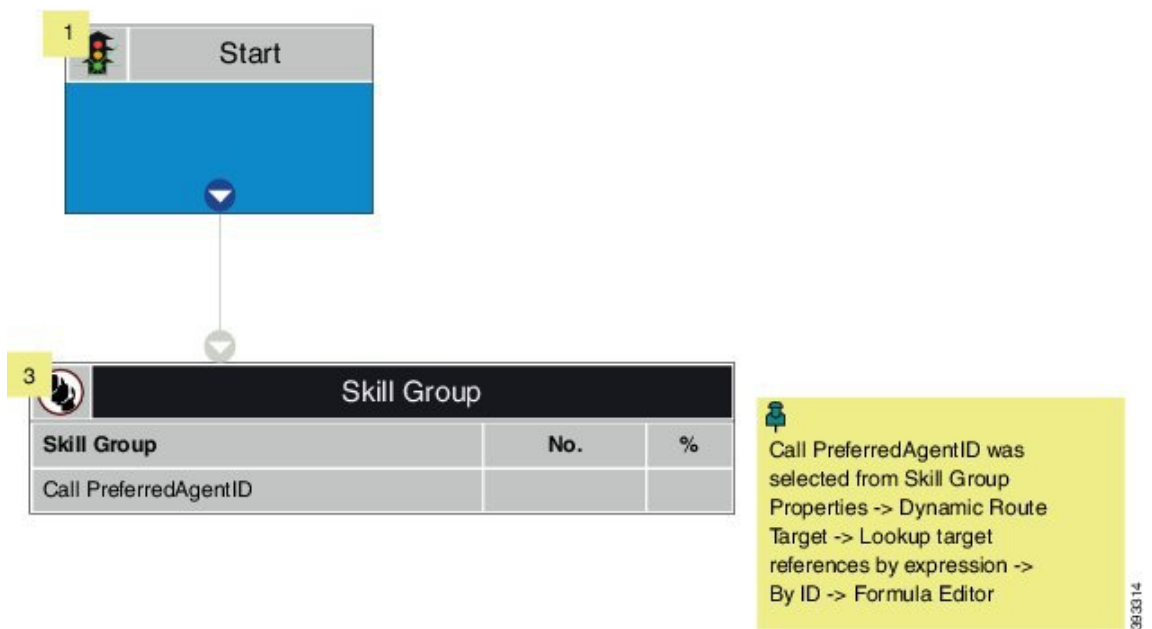 1
Start
3
Skill Group
Skill Group No. %
Call PreferredAgentID
Call PreferredAgentID was
selected from Skill Group
Properties -> Dynamic Route
Target -> Lookup target
references by expression ->
By ID -> Formula Editor
393314